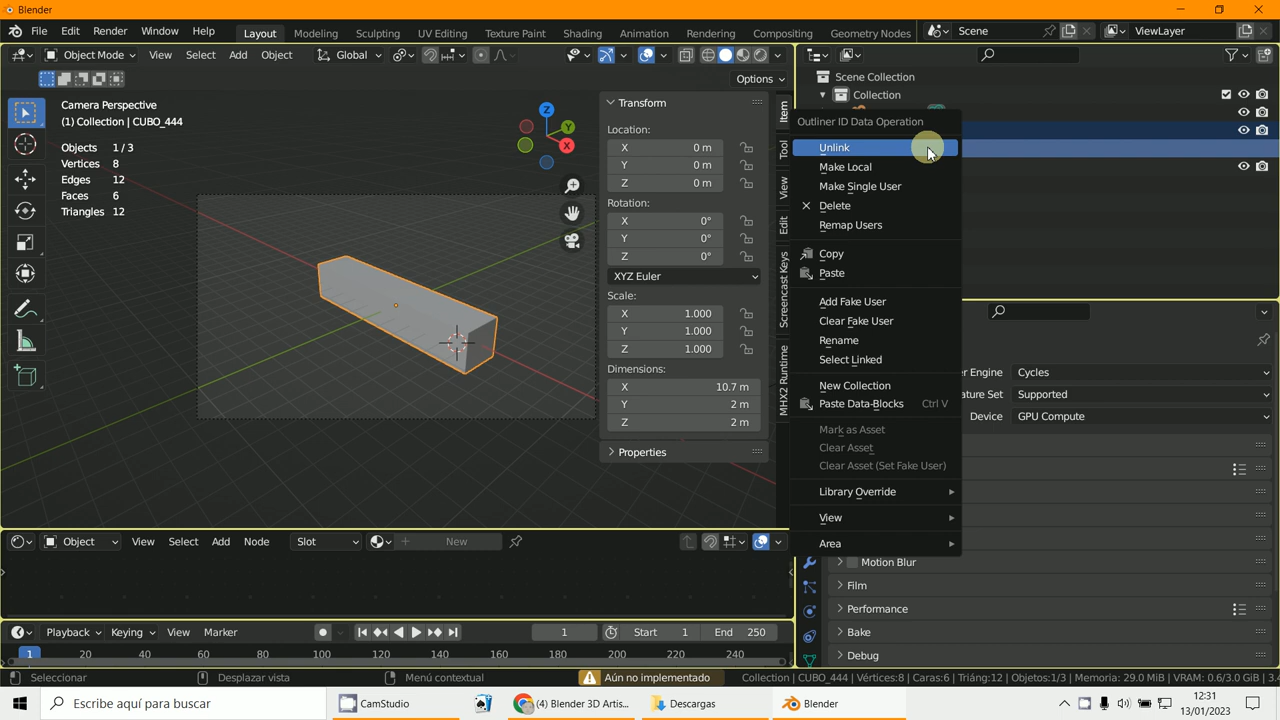 Blender
File Edit Render Window Help
Layout Modeling Sculpting UV Editing Texture Paint Shading Animation Rendering Compositing Geometry Nodes
Scene
ViewLayer
Object Mode View Select Add Object
Global
Options
Camera Perspective
(1) Collection | CUBO_444
Objects 1 / 3
Vertices 8
Edges 12
Faces 6
Triangles 12
Z
Y
X
Transform
Location:
X 0 m
Y 0 m
Z 0 m
Rotation:
X 0°
Y 0°
Z 0°
XYZ Euler
Scale:
X 1.000
Y 1.000
Z 1.000
Dimensions:
X 10.7 m
Y 2 m
Z 2 m
Properties
Item
Tool
View
Edit
Screencast Keys
MHX2 Runtime
Scene Collection
Collection
Outliner ID Data Operation
Unlink
Make Local
Make Single User
Delete
Remap Users
Copy
Paste
Add Fake User
Clear Fake User
Rename
Select Linked
New Collection
Paste Data-Blocks Ctrl V
Mark as Asset
Clear Asset
Clear Asset (Set Fake User)
Library Override
View
Area
Engine Cycles
Supported
Device GPU Compute
Motion Blur
Film
Performance
Bake
Debug
Object View Select Add Node
Slot
New
Playback Keying View Marker
1
Start 1
End 250
1 20 40 60 80 100 120 140 160 180 200 220 240
Seleccionar
Desplazar vista
Menú contextual
Aún no implementado
Collection | CUBO_444 | Vértices:8 | Caras:6 | Triáng:12 | Objetos:1/3 | Memoria: 29.0 MiB | VRAM: 0.6/3.0 GiB | 3.4
Escribe aquí para buscar
CamStudio
(4) Blender 3D Artis...
Descargas
Blender
12:31
13/01/2023